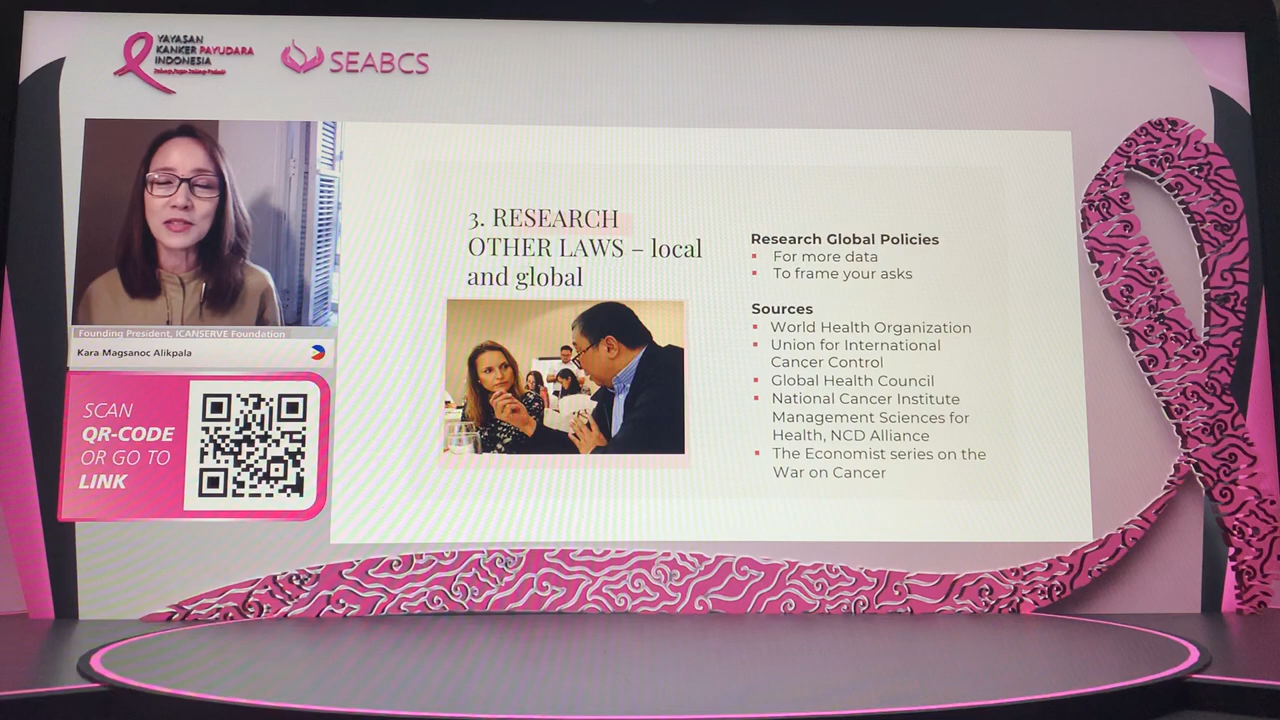 YAYASAN
KANKER PAYUDARA
INDONESIA
SEABCS
Founding President, ICANSERVE Foundation
Kara Magsanoc Alikpala
SCAN
QR-CODE
OR GO TO
LINK
3. RESEARCH
OTHER LAWS – local
and global
Research Global Policies
▪ For more data
▪ To frame your asks
Sources
▪ World Health Organization
▪ Union for International
Cancer Control
▪ Global Health Council
▪ National Cancer Institute
Management Sciences for
Health, NCD Alliance
▪ The Economist series on the
War on Cancer